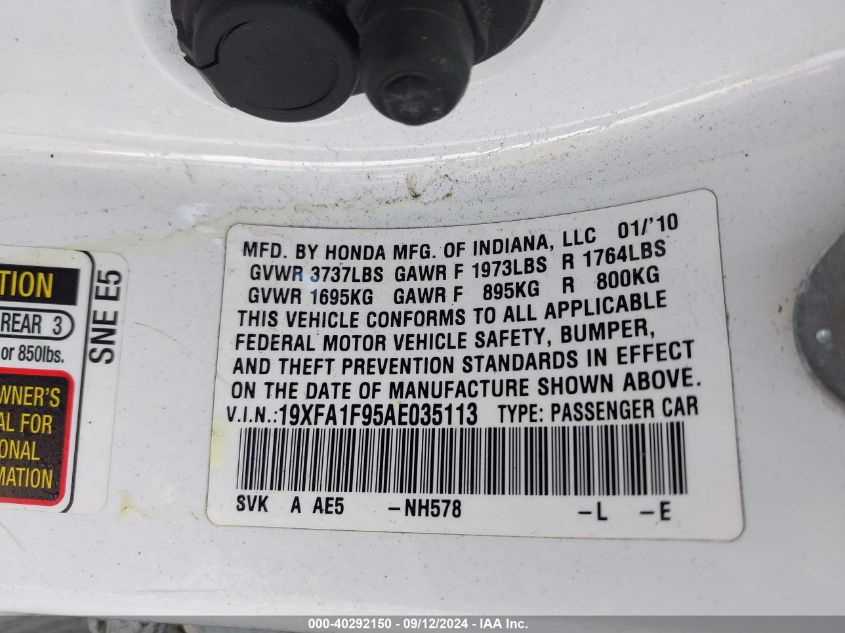 MFD. BY HONDA MFG. OF INDIANA, LLC 01/'10
GVWR 3737LBS GAWR F 1973LBS R 1764LBS
GVWR 1695KG GAWR F 895KG R 800KG
THIS VEHICLE CONFORMS TO ALL APPLICABLE
FEDERAL MOTOR VEHICLE SAFETY, BUMPER,
AND THEFT PREVENTION STANDARDS IN EFFECT
ON THE DATE OF MANUFACTURE SHOWN ABOVE.
V.I.N.:19XFA1F95AE035113 TYPE: PASSENGER CAR
SVK A AE5 -NH578 -L -E
TION
REAR 3
or 850lbs.
WNER'S
AL FOR
ONAL
MATION
SNE E5
000-40292150 - 09/12/2024 - IAA Inc.